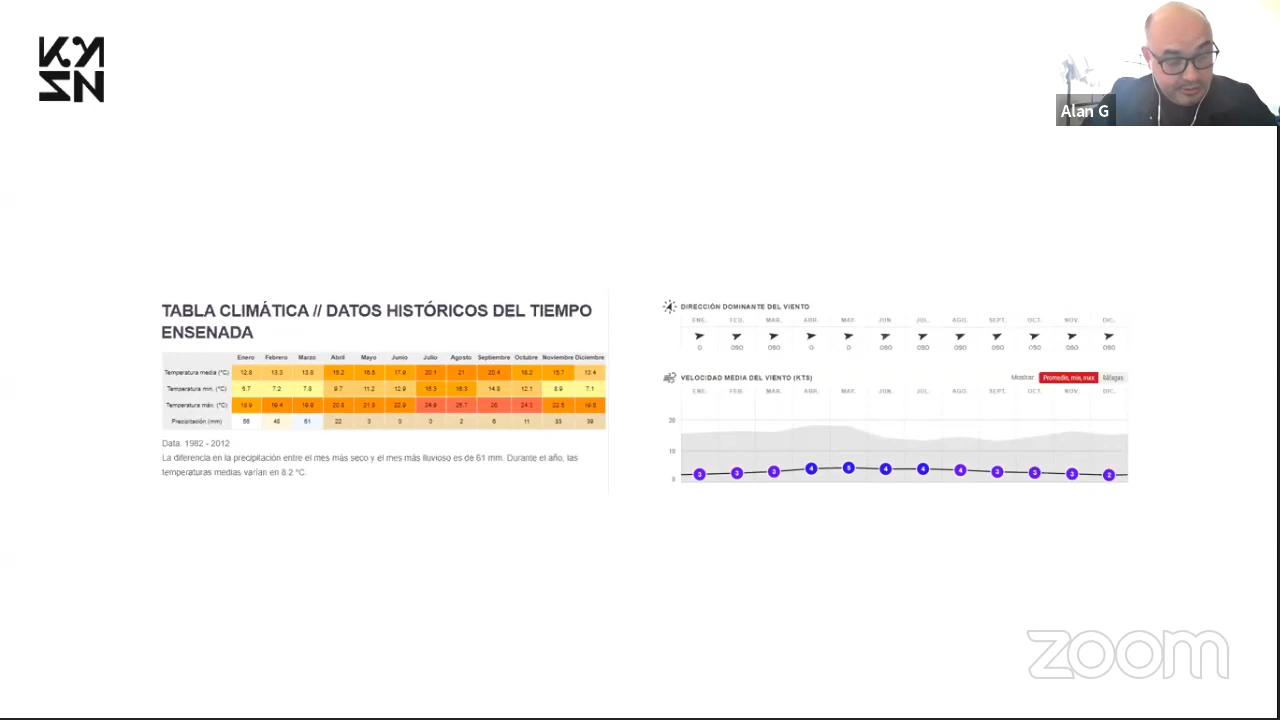 KYSN
Alan G
TABLA CLIMÁTICA // DATOS HISTÓRICOS DEL TIEMPO
ENSENADA
Enero Febrero Marzo Abril Mayo Junio Julio Agosto Septiembre Octubre Noviembre Diciembre
Temperatura media (°C) 12.8 13.3 13.8 15.2 16.5 17.9 20.1 21 20.4 18.2 15.7 13.4
Temperatura min. (°C) 6.7 7.2 7.8 9.7 11.2 12.9 15.3 16.3 14.8 12.1 8.9 7.1
Temperatura máx. (°C) 18.9 19.4 19.8 20.8 21.8 22.9 24.9 25.7 26 24.3 22.5 19.8
Precipitación (mm) 56 48 61 22 3 0 0 2 6 11 33 39
Data: 1982 - 2012
La diferencia en la precipitación entre el mes más seco y el mes más lluvioso es de 61 mm. Durante el año, las
temperaturas medias varían en 8.2 °C.
DIRECCIÓN DOMINANTE DEL VIENTO
ENE. FEB. MAR. ABR. MAY. JUN. JUL. AGO. SEPT. OCT. NOV. DIC.
O OSO OSO O O OSO OSO OSO OSO OSO OSO OSO
VELOCIDAD MEDIA DEL VIENTO (KTS)
Mostrar: Promedio, min, max Ráfagas
ENE. FEB. MAR. ABR. MAY. JUN. JUL. AGO. SEPT. OCT. NOV. DIC.
20
10
0
3 3 3 4 5 4 4 4 3 3 3 2
zoom